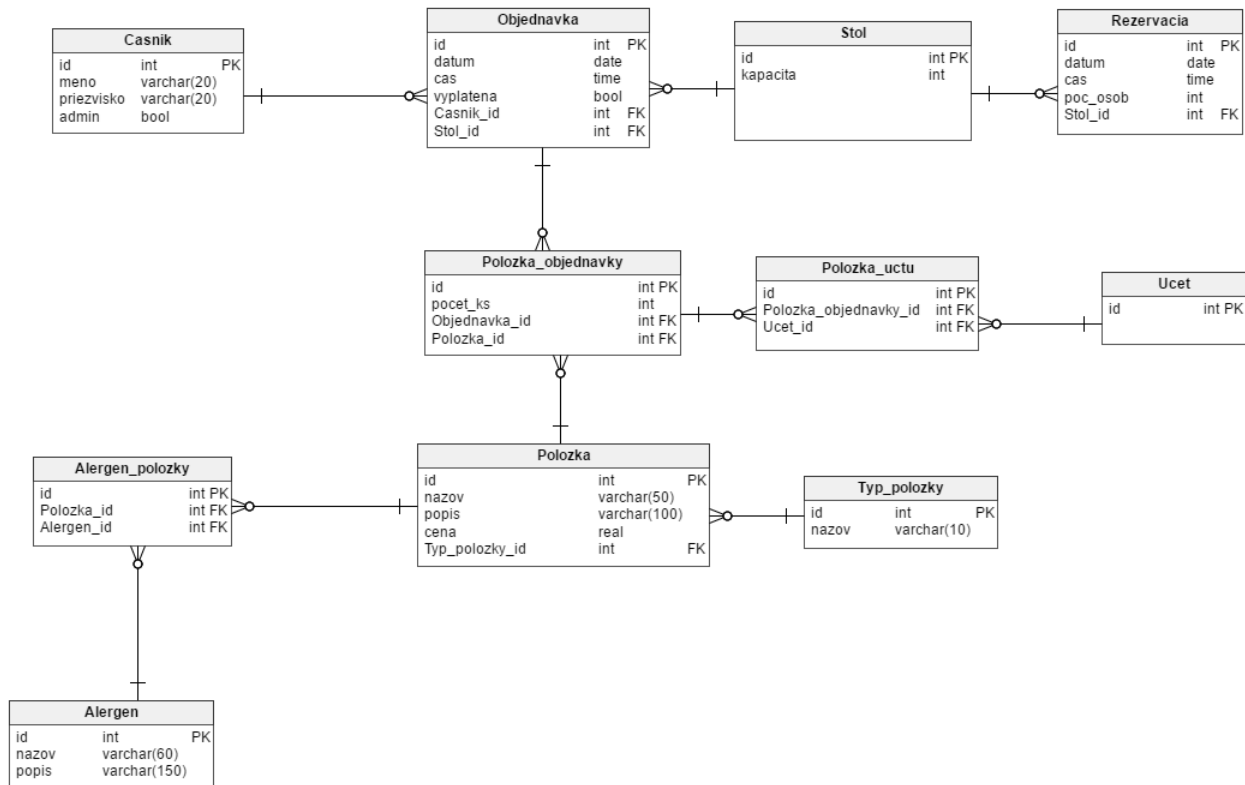 Casnik
id int PK
meno varchar(20)
priezvisko varchar(20)
admin bool
Objednavka
id int PK
datum date
cas time
vyplatena bool
Casnik_id int FK
Stol_id int FK
Stol
id int PK
kapacita int
Rezervacia
id int PK
datum date
cas time
poc_osob int
Stol_id int FK
Polozka_objednavky
id int PK
pocet_ks int
Objednavka_id int FK
Polozka_id int FK
Polozka_uctu
id int PK
Polozka_objednavky_id int FK
Ucet_id int FK
Ucet
id int PK
Alergen_polozky
id int PK
Polozka_id int FK
Alergen_id int FK
Polozka
id int PK
nazov varchar(50)
popis varchar(100)
cena real
Typ_polozky_id int FK
Typ_polozky
id int PK
nazov varchar(10)
Alergen
id int PK
nazov varchar(60)
popis varchar(150)